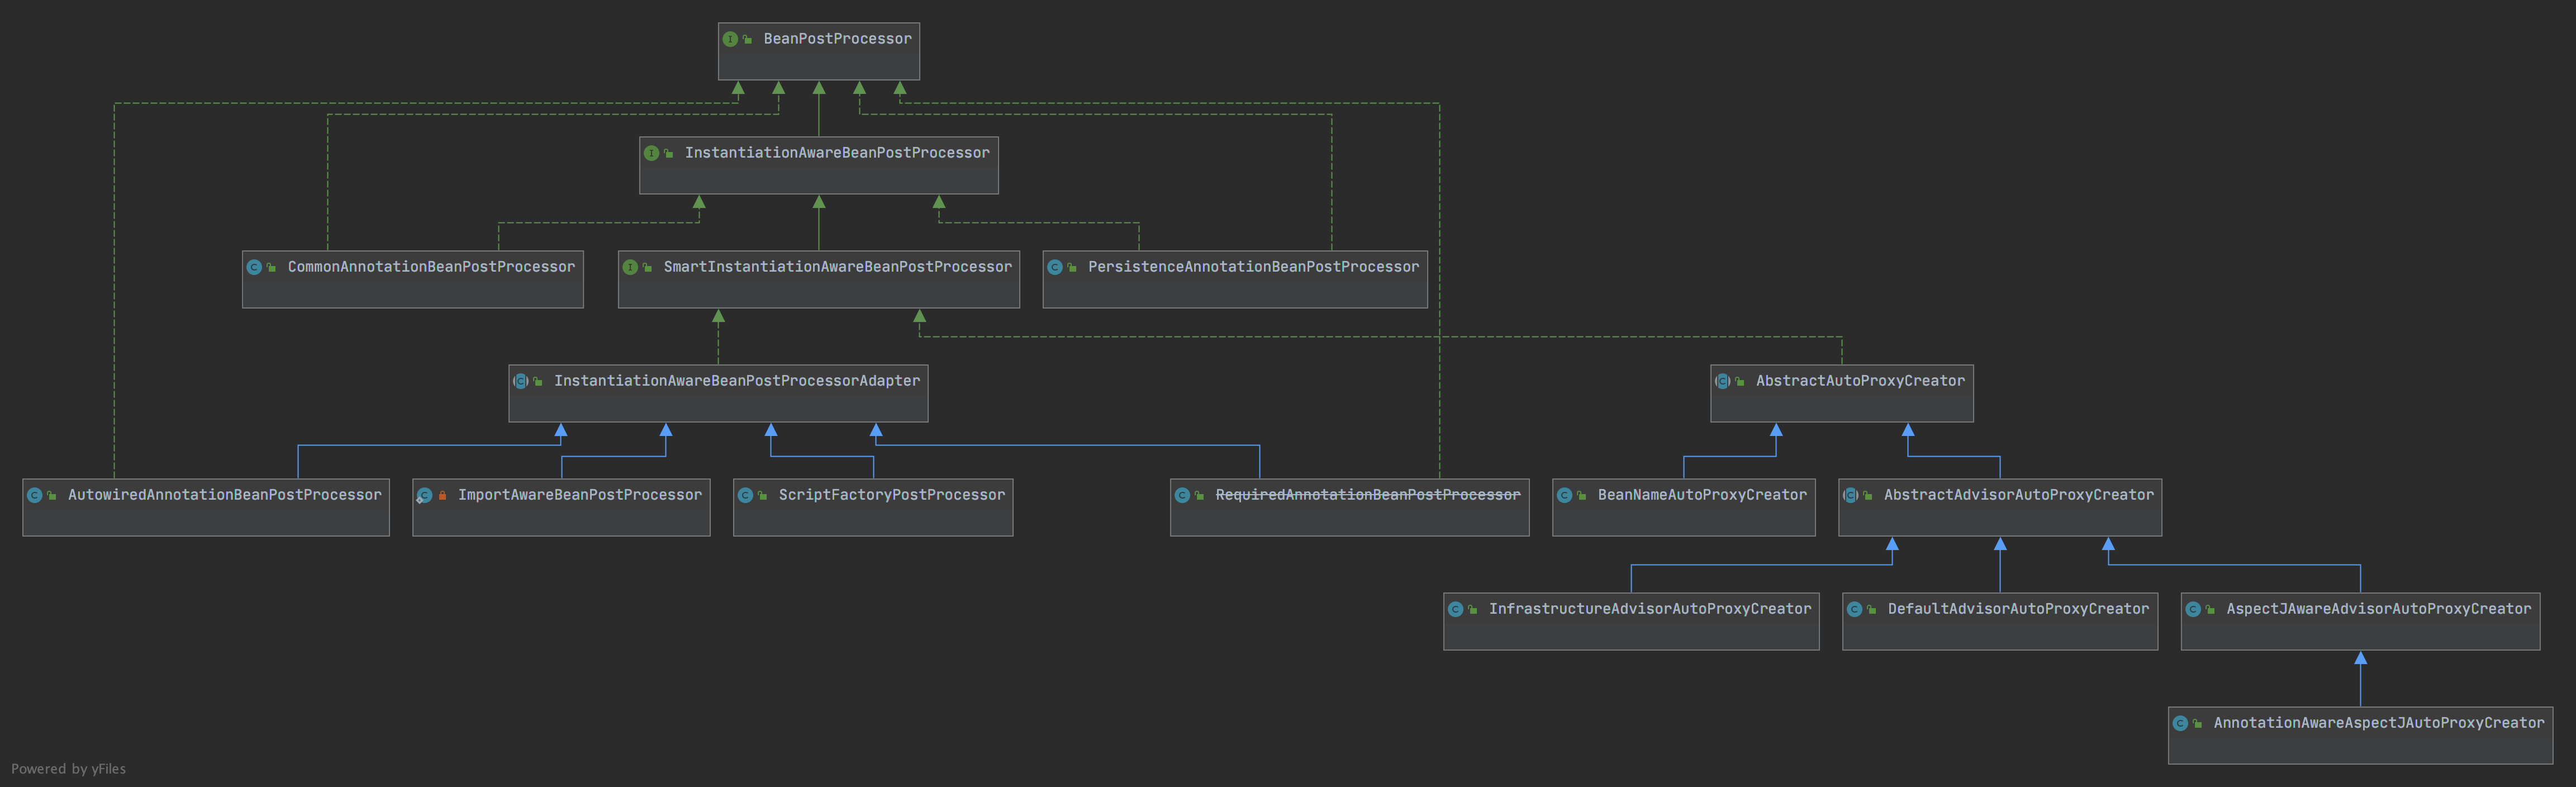 BeanPostProcessor
InstantiationAwareBeanPostProcessor
CommonAnnotationBeanPostProcessor
SmartInstantiationAwareBeanPostProcessor
PersistenceAnnotationBeanPostProcessor
InstantiationAwareBeanPostProcessorAdapter
AbstractAutoProxyCreator
AutowiredAnnotationBeanPostProcessor
ImportAwareBeanPostProcessor
ScriptFactoryPostProcessor
RequiredAnnotationBeanPostProcessor
BeanNameAutoProxyCreator
AbstractAdvisorAutoProxyCreator
InfrastructureAdvisorAutoProxyCreator
DefaultAdvisorAutoProxyCreator
AspectJAwareAdvisorAutoProxyCreator
AnnotationAwareAspectJAutoProxyCreator
Powered by yFiles